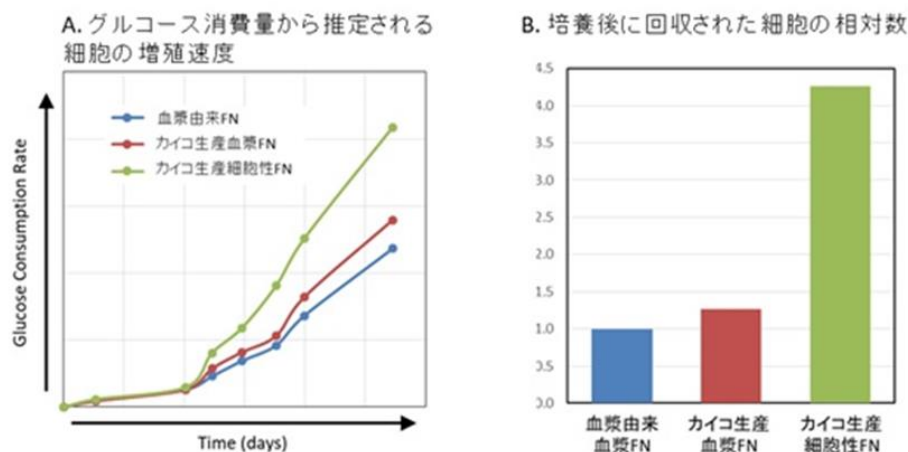 A. グルコース消費量から推定される
細胞の増殖速度
血漿由来FN
カイコ生産血漿FN
カイコ生産細胞性FN
Glucose Consumption Rate
Time (days)
B. 培養後に回収された細胞の相対数
4.5
4.0
3.5
3.0
2.5
2.0
1.5
1.0
0.5
0.0
血漿由来
血漿FN
カイコ生産
血漿FN
カイコ生産
細胞性FN